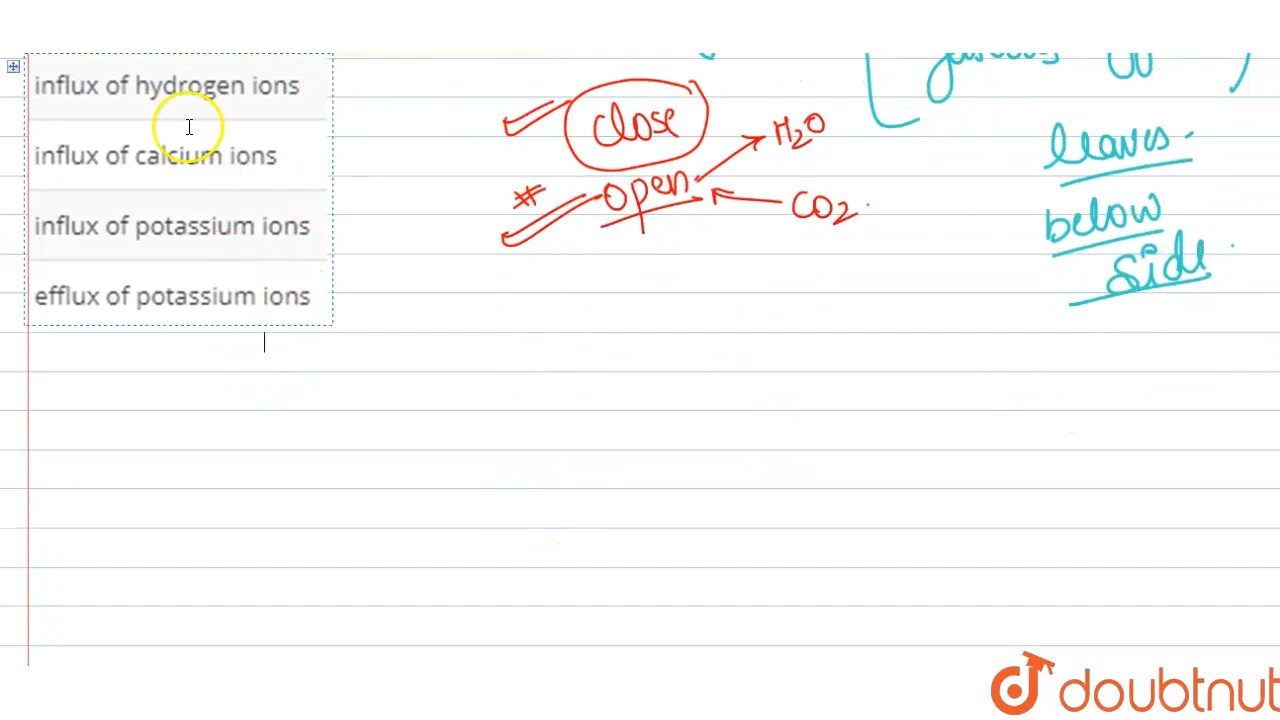 influx of hydrogen ions
influx of calcium ions
influx of potassium ions
efflux of potassium ions
close
open
H2O
CO2
leaves
below
side
doubtnut